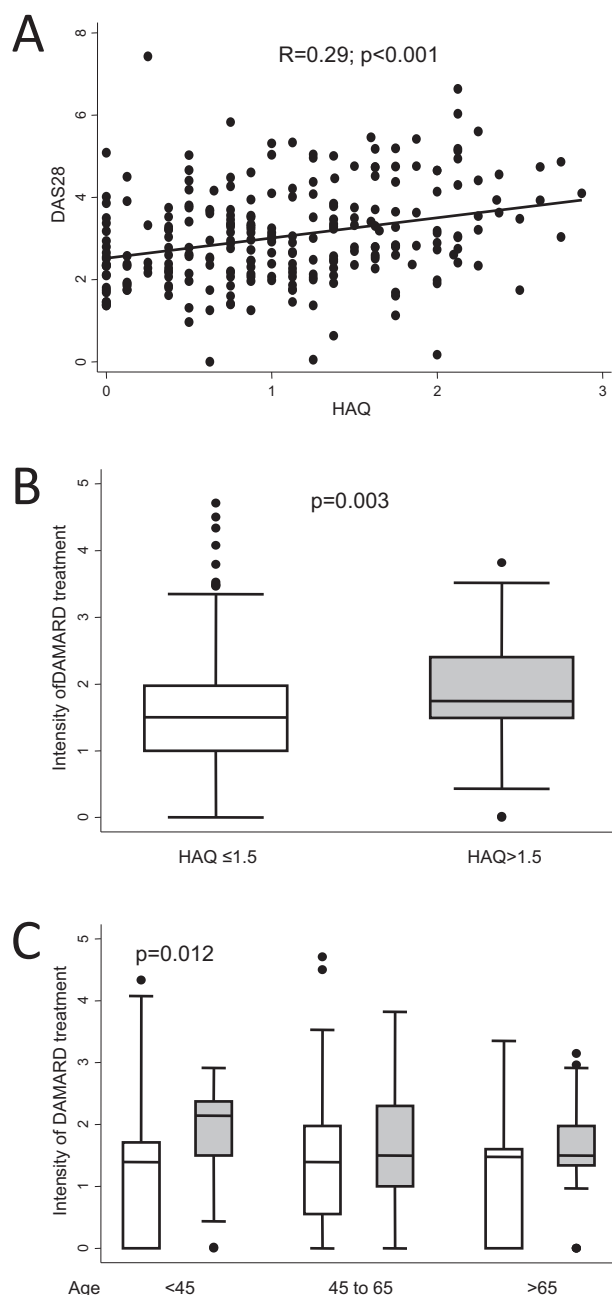 A
R=0.29; p<0.001
DAS28
8
6
4
2
0
0 1 2 3
HAQ
B
p=0.003
Intensity ofDAMARD treatment
5
4
3
2
1
0
HAQ ≤1.5 HAQ>1.5
C
p=0.012
Intensity of DAMARD treatment
5
4
3
2
1
0
Age <45 45 to 65 >65